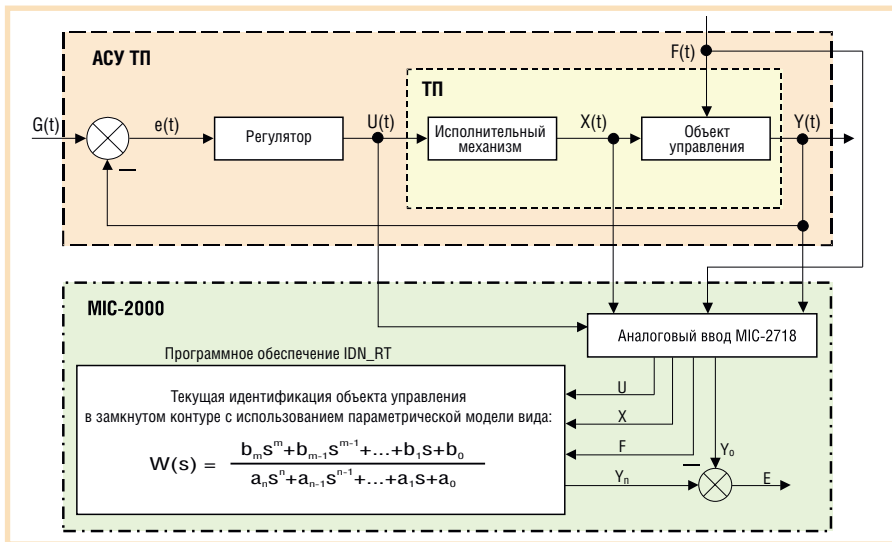 АСУ ТП
F(t)
ТП
G(t)
e(t)
Регулятор
U(t)
Исполнительный
механизм
X(t)
Объект
управления
Y(t)
MIC-2000
Аналоговый ввод MIC-2718
Программное обеспечение IDN_RT
Текущая идентификация объекта управления
в замкнутом контуре с использованием параметрической модели вида:
W(s) = (bₘsᵐ+bₘ₋₁sᵐ⁻¹+...+b₁s+b₀) / (aₙsⁿ+aₙ₋₁sⁿ⁻¹+...+a₁s+a₀)
U
X
F
Yₒ
Yₙ
E